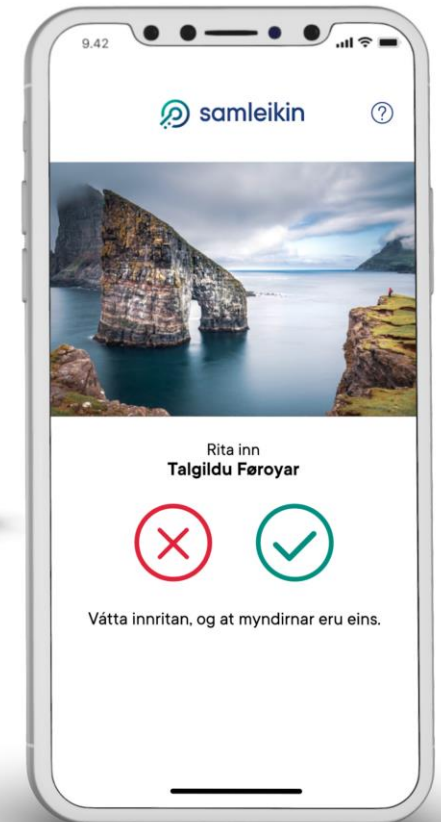 9.42
samleikin
?
Rita inn
Talgildu Føroyar
Vátta innritan, og at myndirnar eru eins.